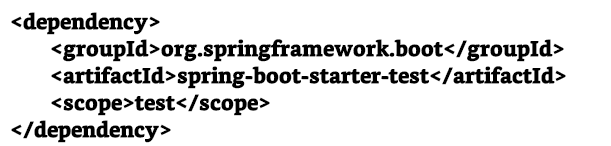 <dependency>
<groupId>org.springframework.boot</groupId>
<artifactId>spring-boot-starter-test</artifactId>
<scope>test</scope>
</dependency>